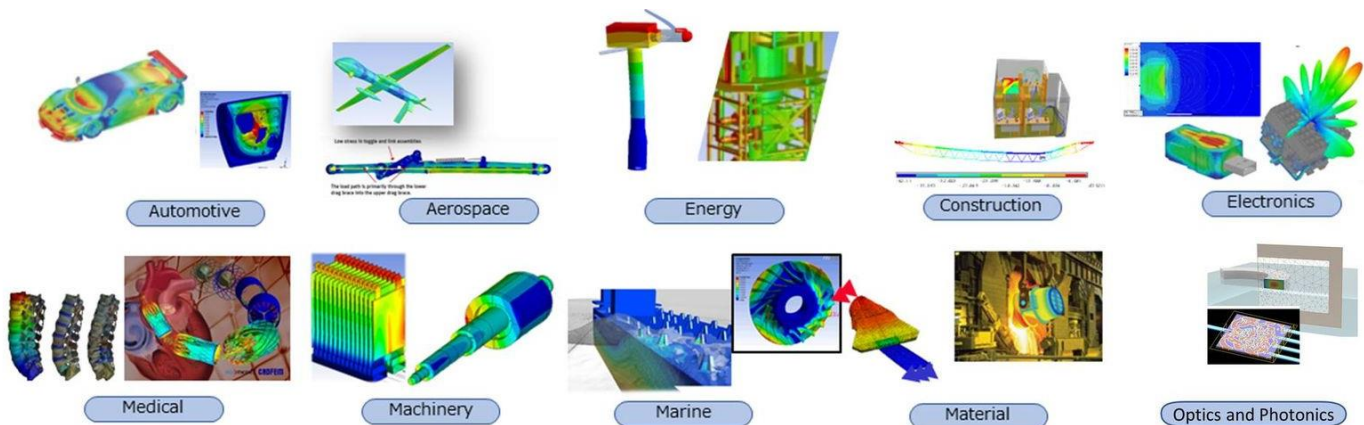 Low stress in toggle and link assemblies.
The load path is primarily through the lower
drag brace into the upper drag brace.
Automotive
Aerospace
Energy
Construction
Electronics
CADFEM
Medical
Machinery
Marine
Material
Optics and Photonics